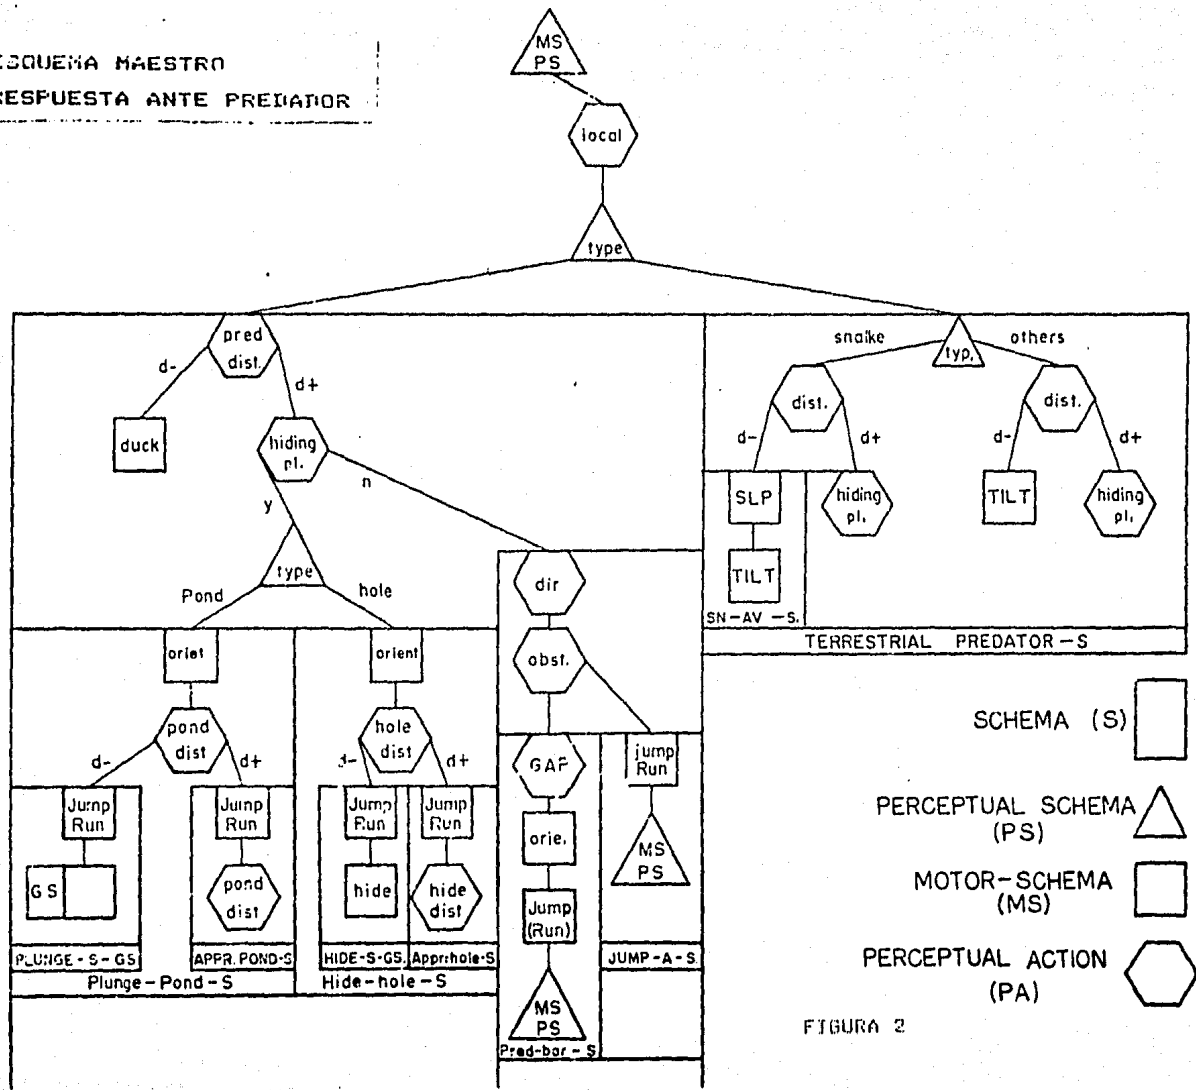 ESQUEMA MAESTRO
RESPUESTA ANTE PREDADOR
MS
PS
local
type
pred
dist.
d-
d+
duck
hiding
pl.
y
n
type
Pond
hole
snaike
typ.
others
dist.
d-
d+
dist.
d-
d+
SLP
hiding
pl.
TILT
hiding
pl.
TILT
SN-AV-S.
TERRESTRIAL PREDATOR-S
dir
obst.
oriet
orient
pond
dist
d-
d+
hole
dist
d-
d+
GAP
jump
Run
Jump
Run
Jump
Run
Jump
Run
Jump
Run
orie.
MS
PS
GS
pond
dist
hide
hide
dist
Jump
(Run)
PLUNGE-S-GS
APPR. POND-S
HIDE-S-GS.
Appr:hole-S
JUMP-A-S.
Plunge-Pond-S
Hide-hole-S
MS
PS
Pred-bar-S
SCHEMA (S)
PERCEPTUAL SCHEMA
(PS)
MOTOR-SCHEMA
(MS)
PERCEPTUAL ACTION
(PA)
FIGURA 2